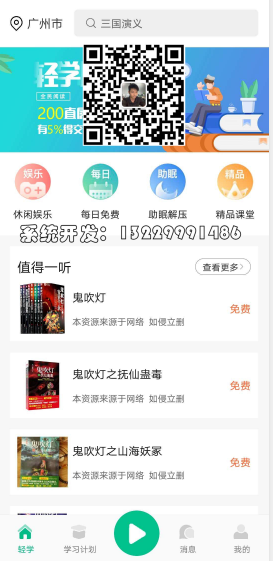 广州市
三国演义
轻学
全民阅读
200直
有5%得交
娱乐
每日
助眠
精品
休闲娱乐
每日免费
助眠解压
精品课堂
系统开发：13229991486
值得一听
查看更多>
鬼吹灯
本资源来源于网络 如侵立删
免费
鬼吹灯之抚仙蛊毒
本资源来源于网络 如侵立删
免费
鬼吹灯之山海妖冢
本资源来源于网络 如侵立删
免费
轻学
学习计划
消息
我的